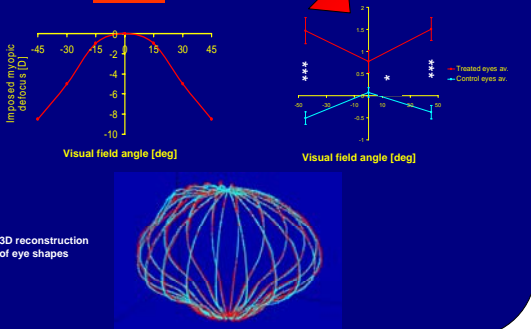 Imposed myopic
defocus [D]
0
-2
-4
-6
-8
-10
-45 -30 -15 0 15 30 45
Visual field angle [deg]
2
1.5
1
0.5
0
-0.5
-1
-50 -30 -10 10 30 50
***
*
***
Treated eyes av.
Control eyes av.
Visual field angle [deg]
3D reconstruction
of eye shapes